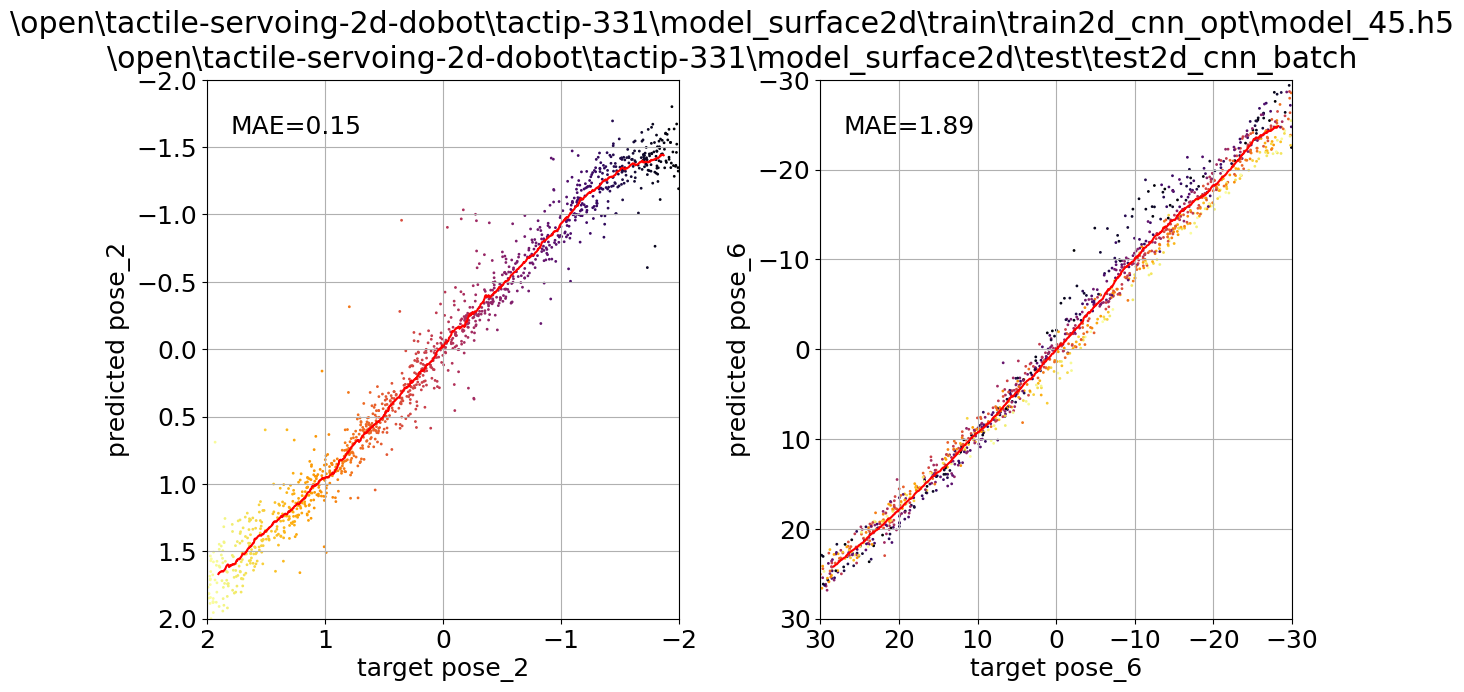 \open\tactile-servoing-2d-dobot\tactip-331\model_surface2d\train\train2d_cnn_opt\model_45.h5
\open\tactile-servoing-2d-dobot\tactip-331\model_surface2d\test\test2d_cnn_batch
MAE=0.15
−2.0
−1.5
−1.0
−0.5
0.0
0.5
1.0
1.5
2.0
predicted pose_2
2 1 0 −1 −2
target pose_2
MAE=1.89
−30
−20
−10
0
10
20
30
predicted pose_6
30 20 10 0 −10 −20 −30
target pose_6